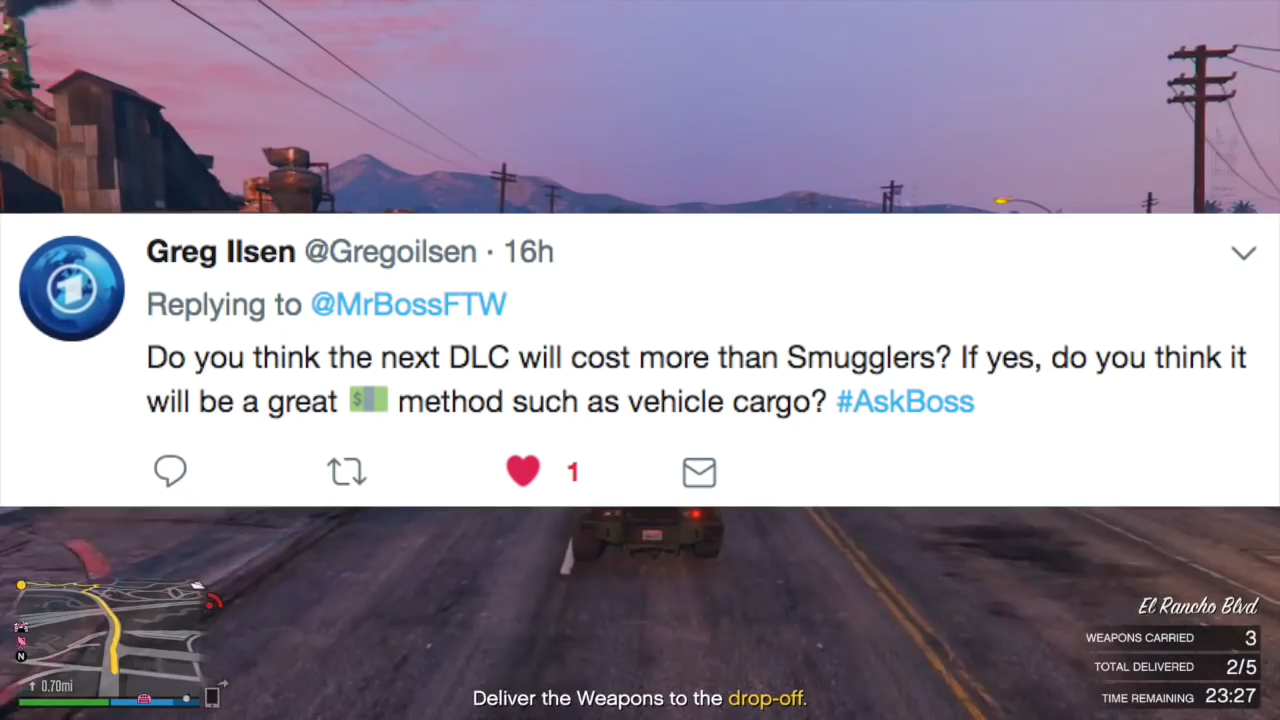 Greg Ilsen @Gregoilsen · 16h
Replying to @MrBossFTW
Do you think the next DLC will cost more than Smugglers? If yes, do you think it
will be a great 💵 method such as vehicle cargo? #AskBoss
1
El Rancho Blvd
WEAPONS CARRIED 3
TOTAL DELIVERED 2/5
TIME REMAINING 23:27
N
0.70mi
Deliver the Weapons to the drop-off.